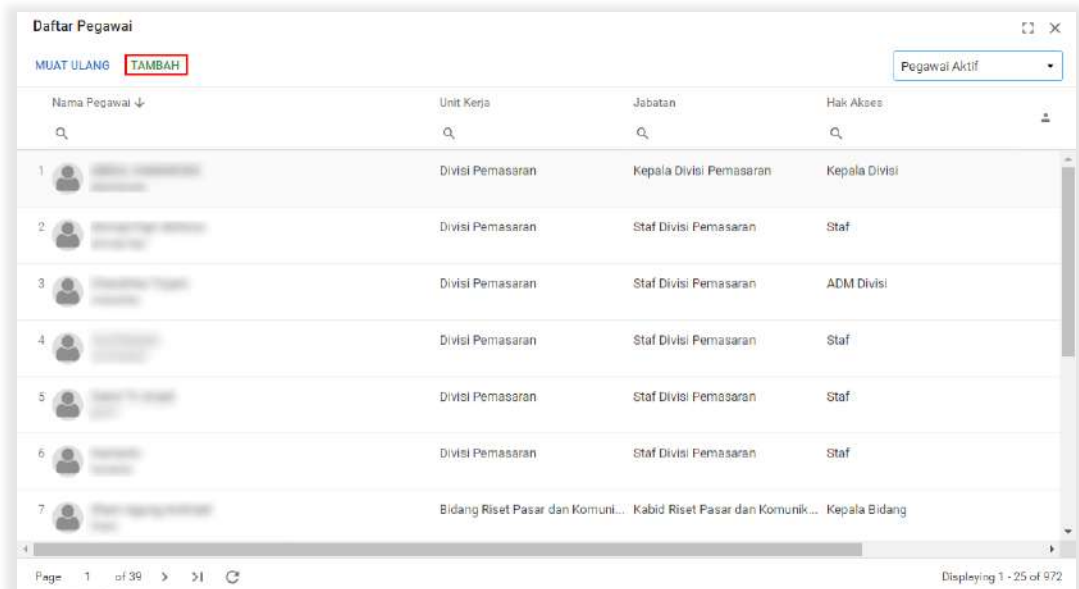 Daftar Pegawai
MUAT ULANG TAMBAH Pegawai Aktif
Nama Pegawai Unit Kerja Jabatan Hak Akses
1 Divisi Pemasaran Kepala Divisi Pemasaran Kepala Divisi
2 Divisi Pemasaran Staf Divisi Pemasaran Staf
3 Divisi Pemasaran Staf Divisi Pemasaran ADM Divisi
4 Divisi Pemasaran Staf Divisi Pemasaran Staf
5 Divisi Pemasaran Staf Divisi Pemasaran Staf
6 Divisi Pemasaran Staf Divisi Pemasaran Staf
7 Bidang Riset Pasar dan Komuni... Kabid Riset Pasar dan Komunik... Kepala Bidang
Page 1 of 39 Displaying 1 - 25 of 972